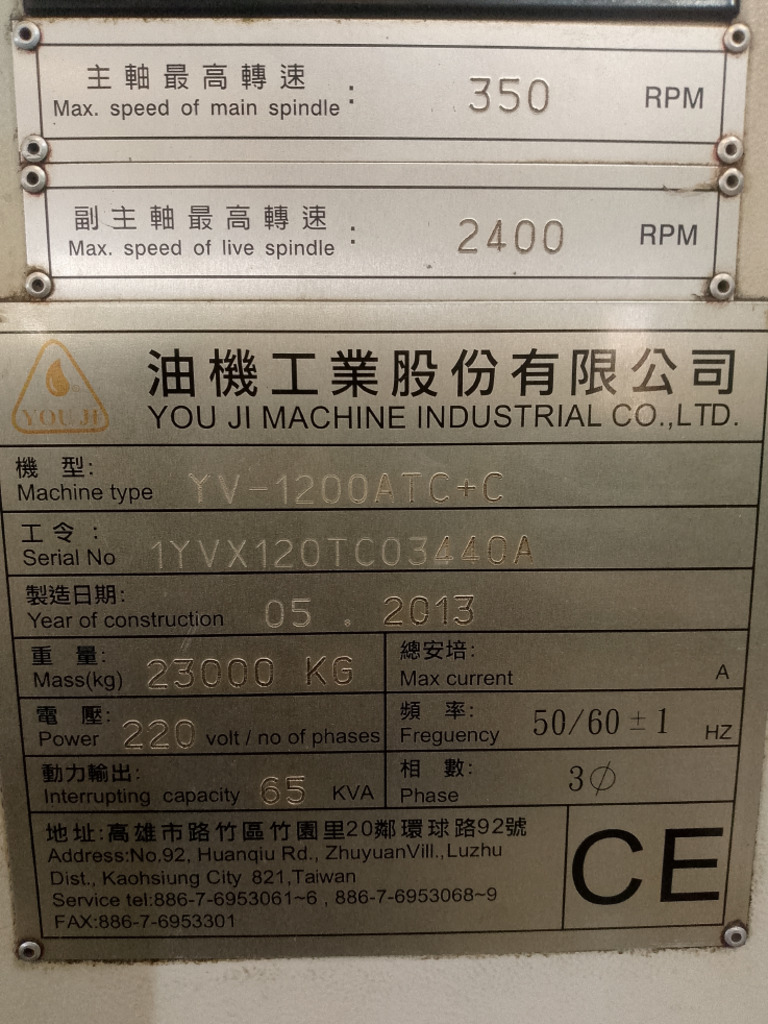 主軸最高轉速 :
Max. speed of main spindle
350 RPM
副主軸最高轉速 :
Max. speed of live spindle
2400 RPM
YOUJI
油機工業股份有限公司
YOU JI MACHINE INDUSTRIAL CO.,LTD.
機 型:
Machine type YV-1200ATC+C
工令 :
Serial No 1YVX120TC03440A
製造日期:
Year of construction 05 . 2013
重 量:
Mass(kg) 23000 KG
總安培:
Max current A
電 壓:
Power 220 volt / no of phases
頻 率:
Freguency 50/60 ± 1 HZ
動力輸出:
Interrupting capacity 65 KVA
相 數:
Phase 3∅
地址:高雄市路竹區竹園里20鄰環球路92號
Address:No.92, Huanqiu Rd., ZhuyuanVill.,Luzhu
Dist., Kaohsiung City 821,Taiwan
Service tel:886-7-6953061~6 , 886-7-6953068~9
FAX:886-7-6953301
CE